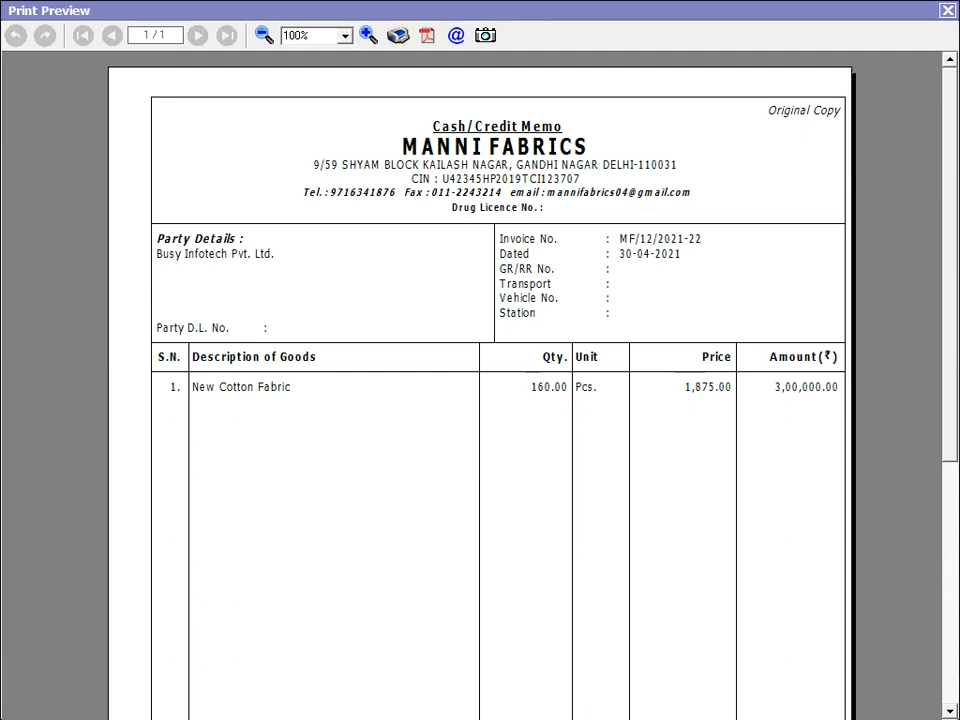 Print Preview
1 / 1
100%
Original Copy
Cash/Credit Memo
MANNI FABRICS
9/59 SHYAM BLOCK KAILASH NAGAR, GANDHI NAGAR DELHI-110031
CIN : U42345HP2019TCI123707
Tel. : 9716341876 Fax : 011-2243214 email : mannifabrics04@gmail.com
Drug Licence No. :
Party Details :
Busy Infotech Pvt. Ltd.
Party D.L. No. :
Invoice No. : MF/12/2021-22
Dated : 30-04-2021
GR/RR No. :
Transport :
Vehicle No. :
Station :
S.N. Description of Goods Qty. Unit Price Amount(₹)
1. New Cotton Fabric 160.00 Pcs. 1,875.00 3,00,000.00